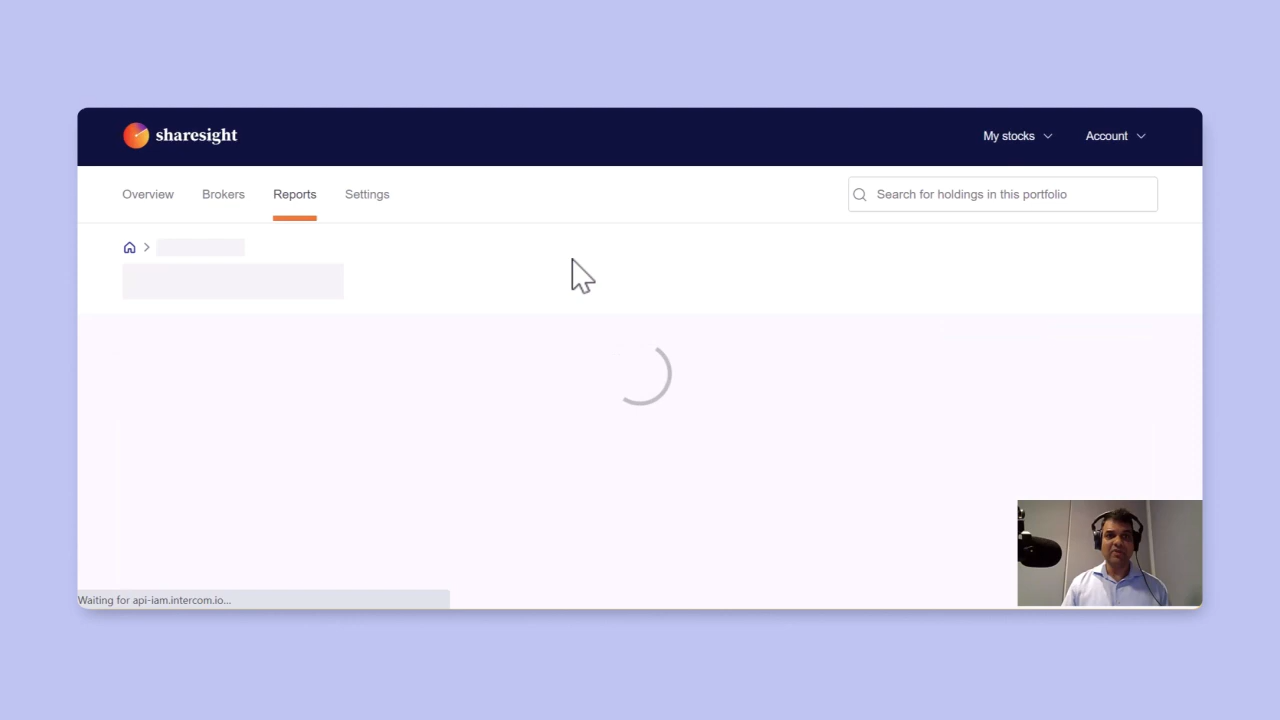 sharesight
My stocks
Account
Overview
Brokers
Reports
Settings
Search for holdings in this portfolio
Waiting for api-iam.intercom.io...